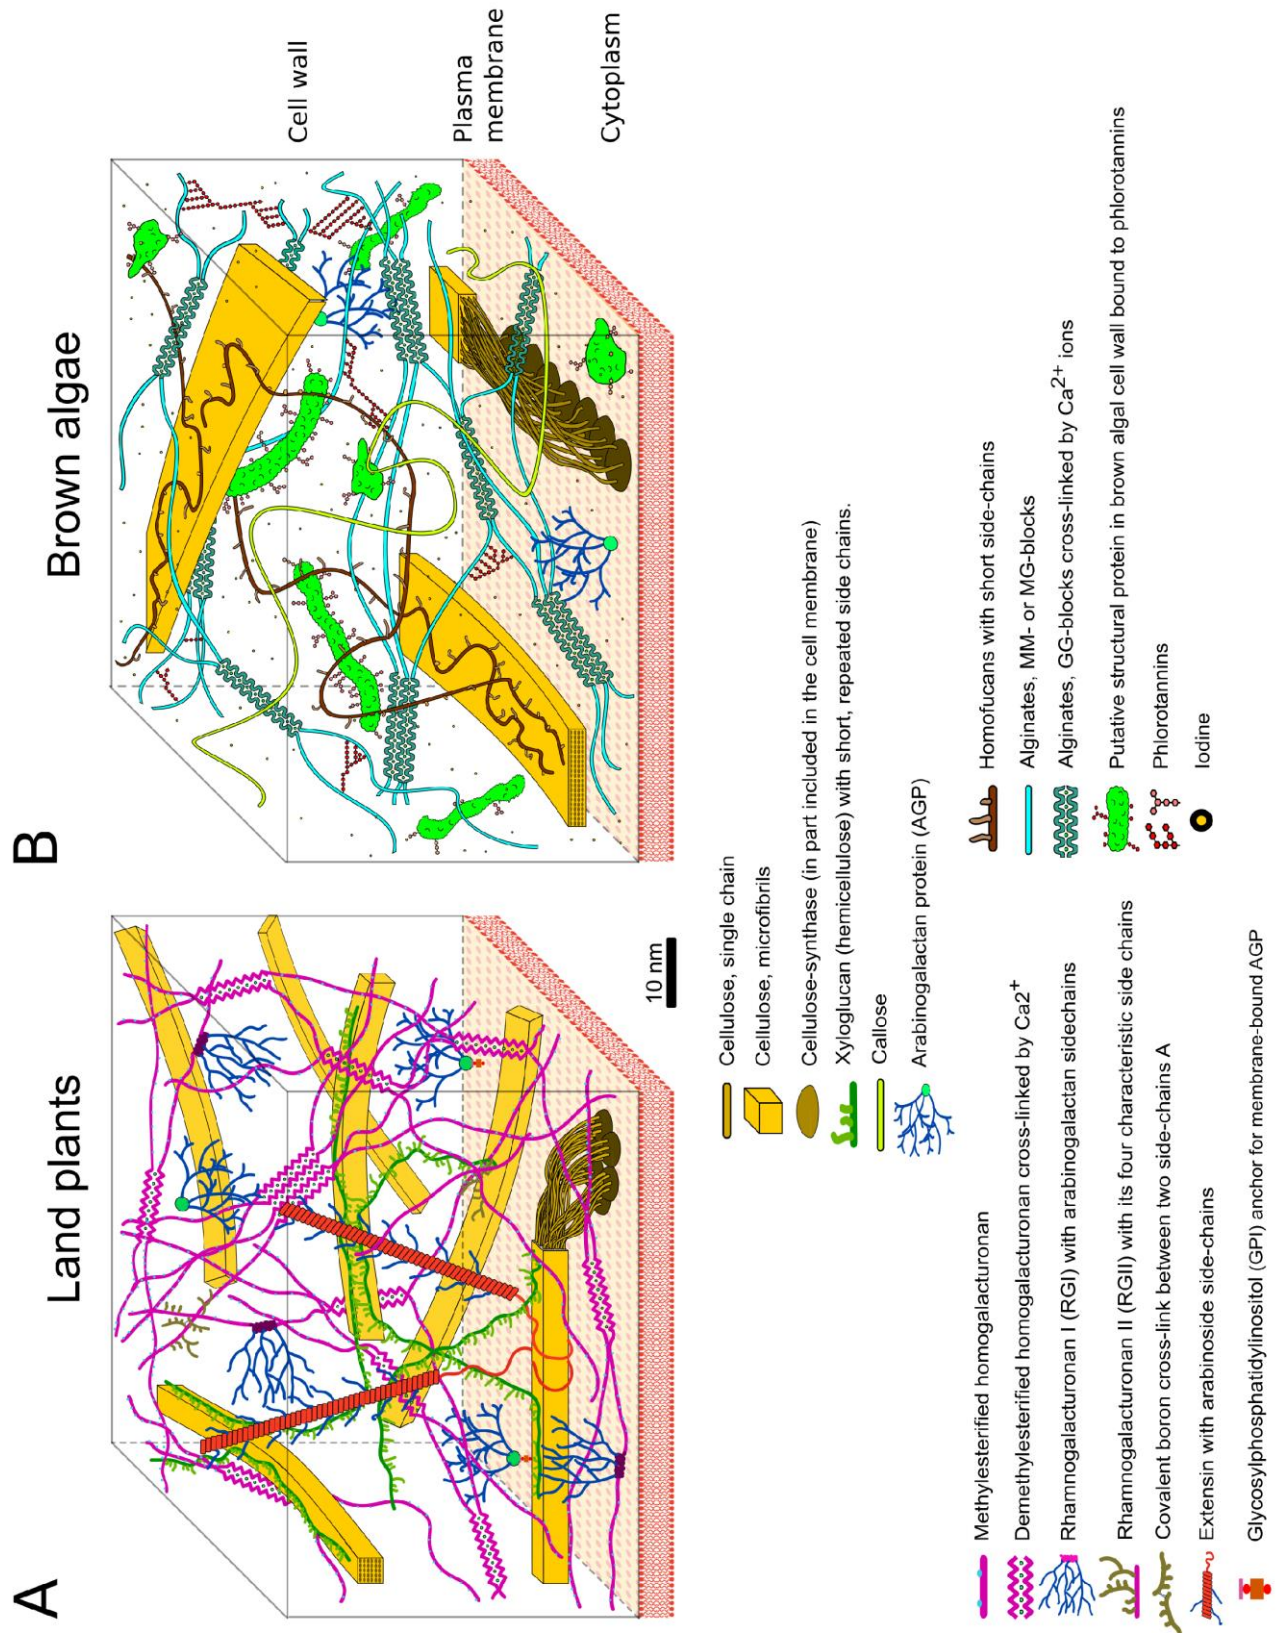 A
Land plants
B
Brown algae
Cell wall
Plasma
membrane
Cytoplasm
10 nm
Cellulose, single chain
Cellulose, microfibrils
Cellulose-synthase (in part included in the cell membrane)
Xyloglucan (hemicellulose) with short, repeated side chains.
Callose
Arabinogalactan protein (AGP)
Methylesterified homogalacturonan
Demethylesterified homogalacturonan cross-linked by Ca2+
Rhamnogalacturonan I (RGI) with arabinogalactan sidechains
Rhamnogalacturonan II (RGII) with its four characteristic side chains
Covalent boron cross-link between two side-chains A
Extensin with arabinoside side-chains
Glycosylphosphatidylinositol (GPI) anchor for membrane-bound AGP
Homofucans with short side-chains
Alginates, MM- or MG-blocks
Alginates, GG-blocks cross-linked by Ca2+ ions
Putative structural protein in brown algal cell wall bound to phlorotannins
Phlorotannins
Iodine